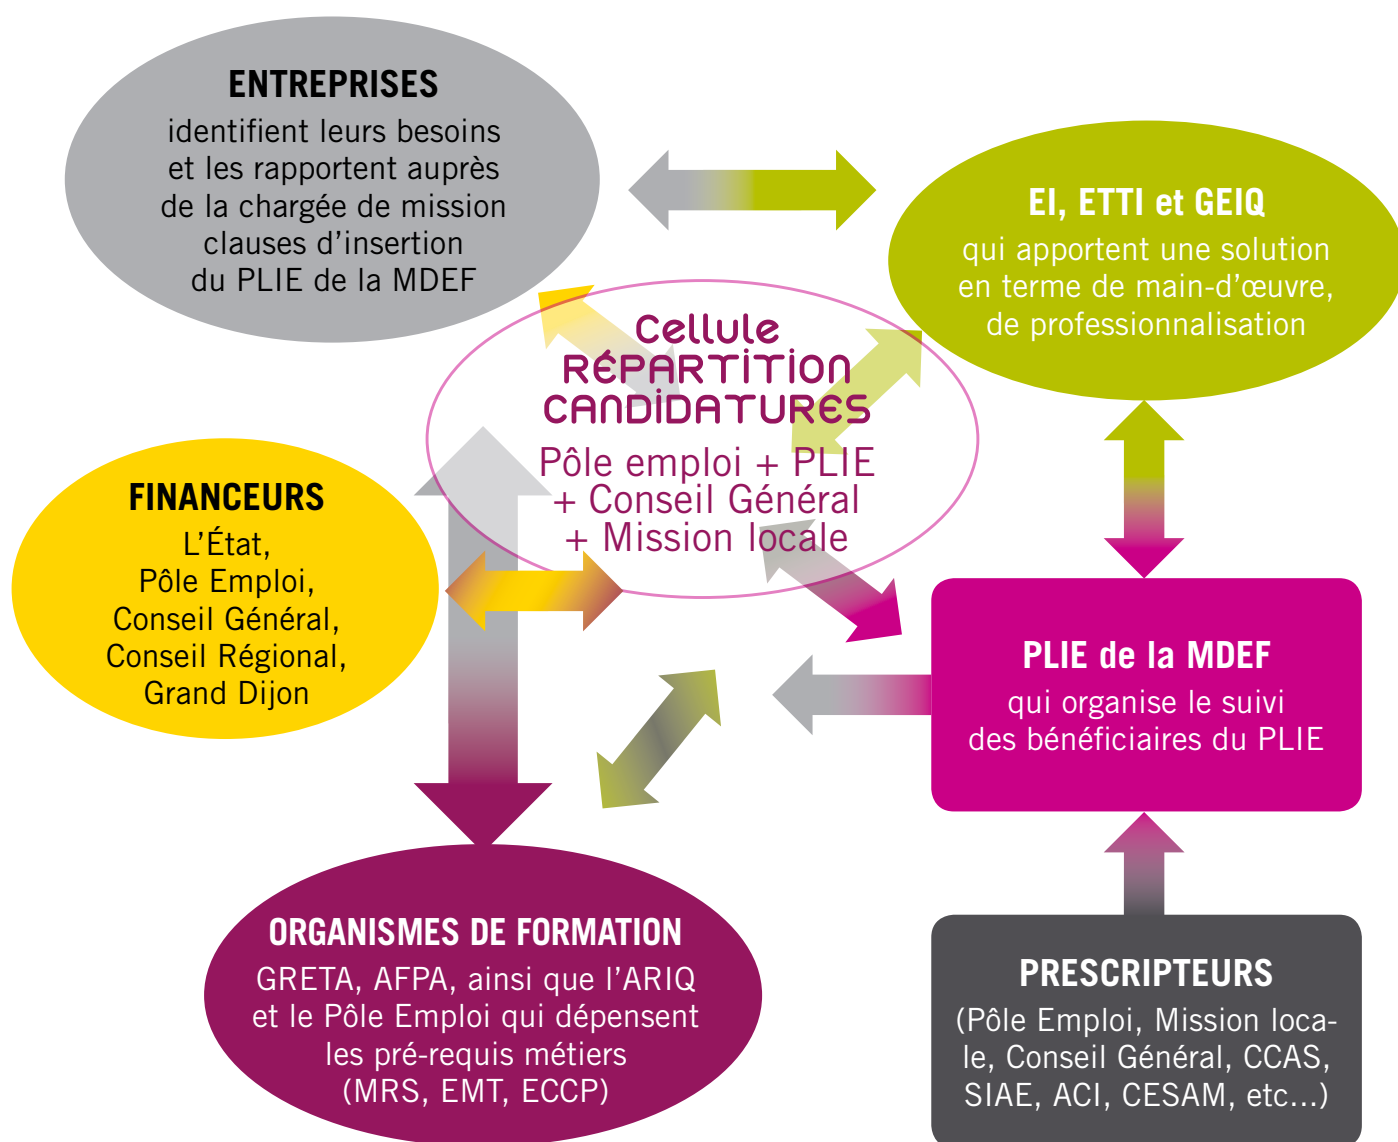 ENTREPRISES
identifient leurs besoins
et les rapportent auprès
de la chargée de mission
clauses d’insertion
du PLIE de la MDEF
EI, ETTI et GEIQ
qui apportent une solution
en terme de main-d’œuvre,
de professionnalisation
Cellule
RÉPARTITION
CANDIDATURES
Pôle emploi + PLIE
+ Conseil Général
+ Mission locale
FINANCEURS
L’État,
Pôle Emploi,
Conseil Général,
Conseil Régional,
Grand Dijon
PLIE de la MDEF
qui organise le suivi
des bénéficiaires du PLIE
ORGANISMES DE FORMATION
GRETA, AFPA, ainsi que l’ARIQ
et le Pôle Emploi qui dépensent
les pré-requis métiers
(MRS, EMT, ECCP)
PRESCRIPTEURS
(Pôle Emploi, Mission loca-
le, Conseil Général, CCAS,
SIAE, ACI, CESAM, etc...)